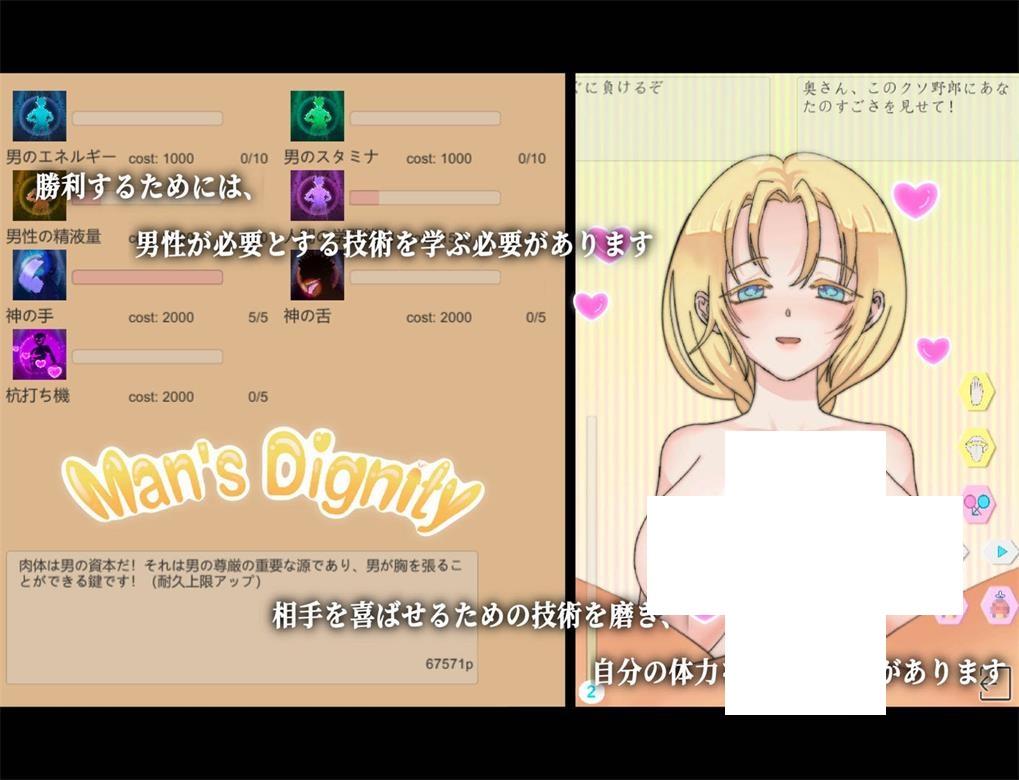 ぐに負けるぞ
奥さん、このクソ野郎にあな
たのすごさを見せて！
男のエネルギー cost: 1000 0/10
男のスタミナ cost: 1000 0/10
勝利するためには、
男性の精液量
男性が必要とする技術を学ぶ必要があります
神の手 cost: 2000 5/5
神の舌 cost: 2000 0/5
杭打ち機 cost: 2000 0/5
Man's Dignity
肉体は男の資本だ！それは男の尊厳の重要な源であり、男が胸を張るこ
とができる鍵です！（耐久上限アップ）
相手を喜ばせるための技術を磨き、
67571p
自分の体力
があります
2